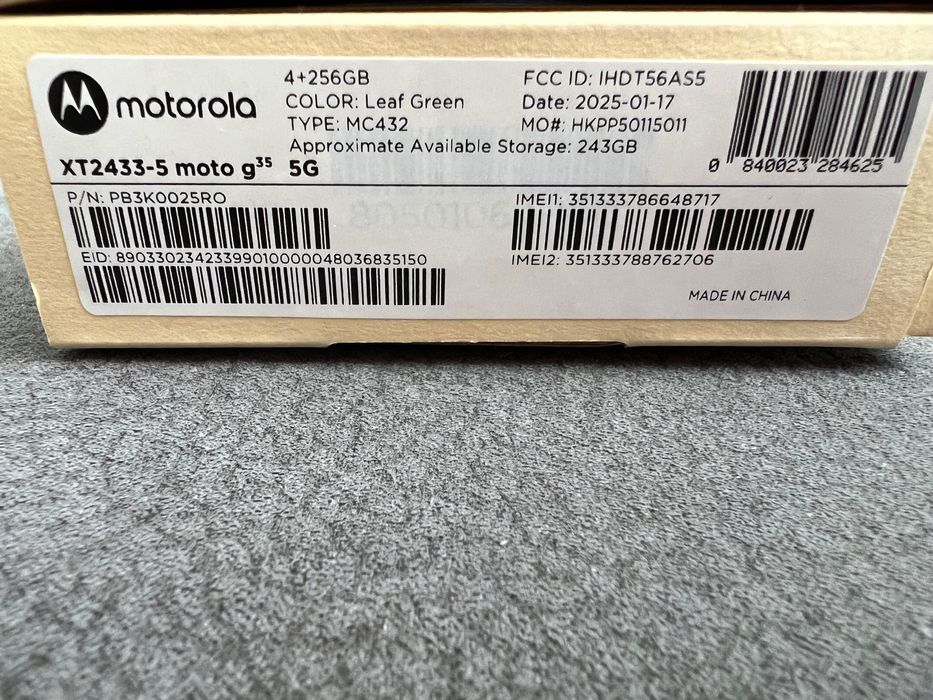 motorola
4+256GB
COLOR: Leaf Green
TYPE: MC432
Approximate Available Storage: 243GB
FCC ID: IHDT56AS5
Date: 2025-01-17
MO#: HKPP50115011
0 840023 284625
XT2433-5 moto g35 5G
P/N: PB3K0025RO
EID: 89033023423399010000048036835150
IMEI1: 351333786648717
IMEI2: 351333788762706
MADE IN CHINA